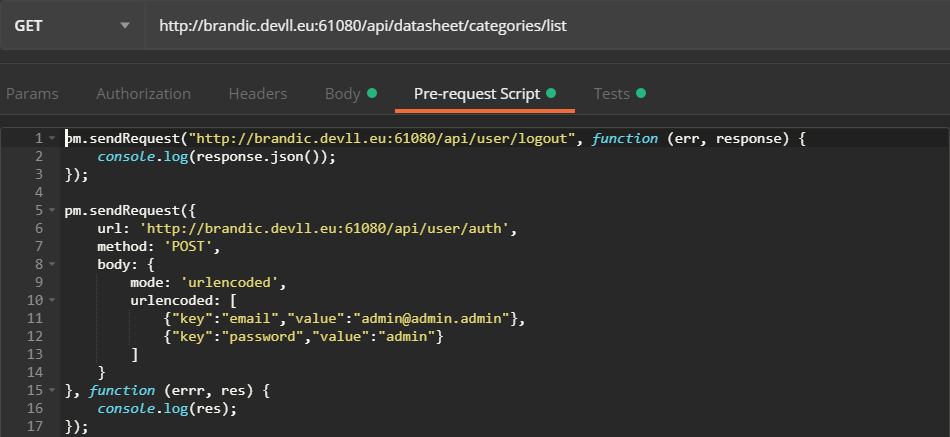 GET http://brandic.devll.eu:61080/api/datasheet/categories/list
Params Authorization Headers Body Pre-request Script Tests
1 pm.sendRequest("http://brandic.devll.eu:61080/api/user/logout", function (err, response) {
2     console.log(response.json());
3 });
4
5 pm.sendRequest({
6     url: 'http://brandic.devll.eu:61080/api/user/auth',
7     method: 'POST',
8     body: {
9         mode: 'urlencoded',
10         urlencoded: [
11             {"key":"email","value":"admin@admin.admin"},
12             {"key":"password","value":"admin"}
13         ]
14     }
15 }, function (errr, res) {
16     console.log(res);
17 });